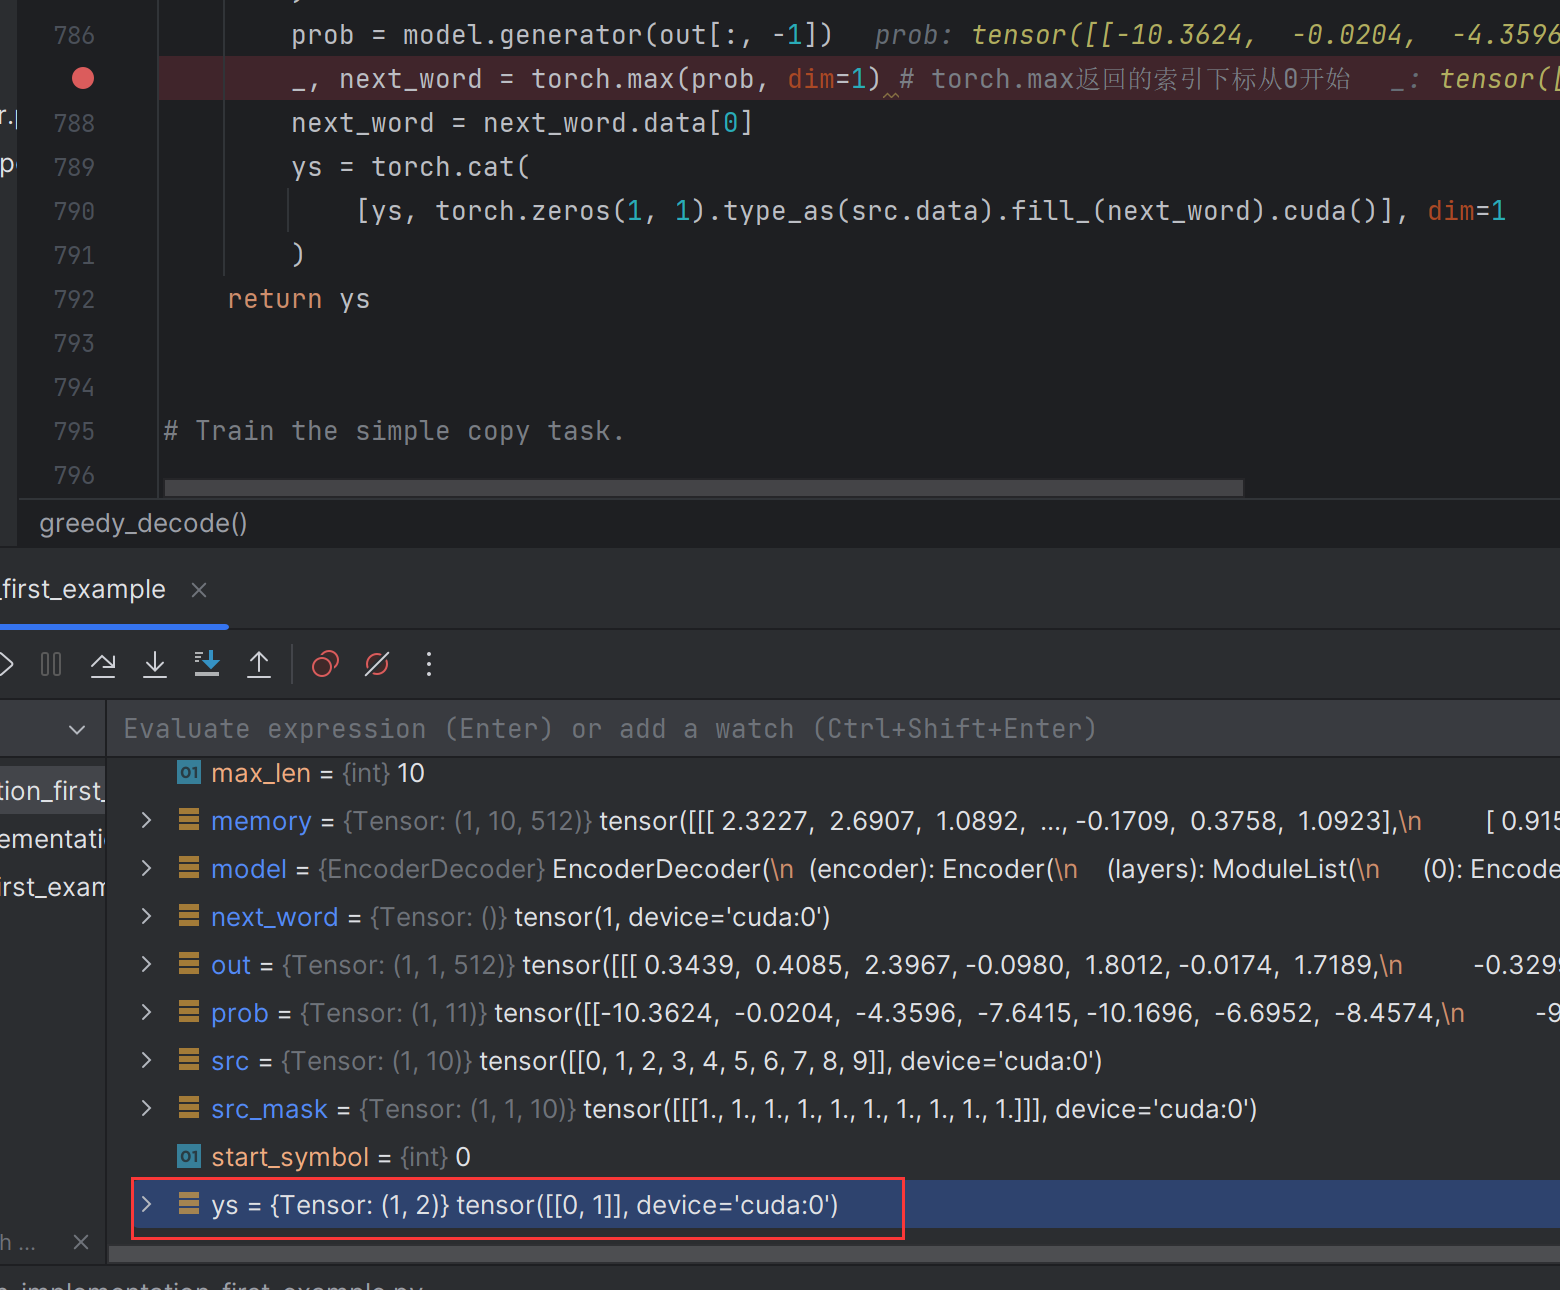 786 prob = model.generator(out[:, -1]) prob: tensor([[-10.3624, -0.0204, -4.3596
_, next_word = torch.max(prob, dim=1) # torch.max返回的索引下标从0开始 _: tensor([
788 next_word = next_word.data[0]
789 ys = torch.cat(
790 [ys, torch.zeros(1, 1).type_as(src.data).fill_(next_word).cuda()], dim=1
791 )
792 return ys
793
794
795 # Train the simple copy task.
796
greedy_decode()
_first_example
Evaluate expression (Enter) or add a watch (Ctrl+Shift+Enter)
01 max_len = {int} 10
tion_first_
memory = {Tensor: (1, 10, 512)} tensor([[[ 2.3227, 2.6907, 1.0892, ..., -0.1709, 0.3758, 1.0923],\n [ 0.915
ementati
model = {EncoderDecoder} EncoderDecoder(\n (encoder): Encoder(\n (layers): ModuleList(\n (0): Encode
irst_exam
next_word = {Tensor: ()} tensor(1, device='cuda:0')
out = {Tensor: (1, 1, 512)} tensor([[[ 0.3439, 0.4085, 2.3967, -0.0980, 1.8012, -0.0174, 1.7189,\n -0.3299
prob = {Tensor: (1, 11)} tensor([[-10.3624, -0.0204, -4.3596, -7.6415, -10.1696, -6.6952, -8.4574,\n -9
src = {Tensor: (1, 10)} tensor([[0, 1, 2, 3, 4, 5, 6, 7, 8, 9]], device='cuda:0')
src_mask = {Tensor: (1, 1, 10)} tensor([[[1., 1., 1., 1., 1., 1., 1., 1., 1., 1.]]], device='cuda:0')
01 start_symbol = {int} 0
ys = {Tensor: (1, 2)} tensor([[0, 1]], device='cuda:0')
h ...